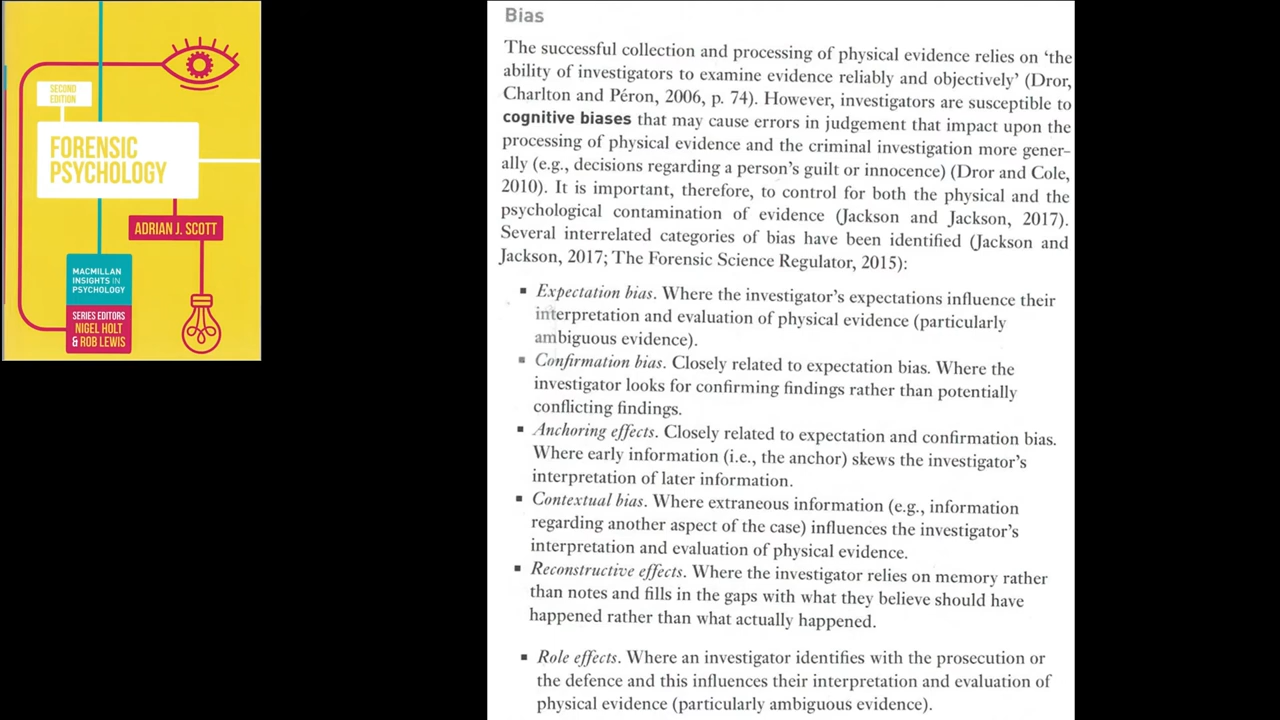 SECOND
EDITION
FORENSIC
PSYCHOLOGY
ADRIAN J. SCOTT
MACMILLAN
INSIGHTS IN
PSYCHOLOGY
SERIES EDITORS
NIGEL HOLT
& ROB LEWIS
Bias
The successful collection and processing of physical evidence relies on ‘the
ability of investigators to examine evidence reliably and objectively’ (Dror,
Charlton and Péron, 2006, p. 74). However, investigators are susceptible to
cognitive biases that may cause errors in judgement that impact upon the
processing of physical evidence and the criminal investigation more gener-
ally (e.g., decisions regarding a person’s guilt or innocence) (Dror and Cole,
2010). It is important, therefore, to control for both the physical and the
psychological contamination of evidence (Jackson and Jackson, 2017).
Several interrelated categories of bias have been identified (Jackson and
Jackson, 2017; The Forensic Science Regulator, 2015):
▪ Expectation bias. Where the investigator’s expectations influence their
interpretation and evaluation of physical evidence (particularly
ambiguous evidence).
▪ Confirmation bias. Closely related to expectation bias. Where the
investigator looks for confirming findings rather than potentially
conflicting findings.
▪ Anchoring effects. Closely related to expectation and confirmation bias.
Where early information (i.e., the anchor) skews the investigator’s
interpretation of later information.
▪ Contextual bias. Where extraneous information (e.g., information
regarding another aspect of the case) influences the investigator’s
interpretation and evaluation of physical evidence.
▪ Reconstructive effects. Where the investigator relies on memory rather
than notes and fills in the gaps with what they believe should have
happened rather than what actually happened.
▪ Role effects. Where an investigator identifies with the prosecution or
the defence and this influences their interpretation and evaluation of
physical evidence (particularly ambiguous evidence).